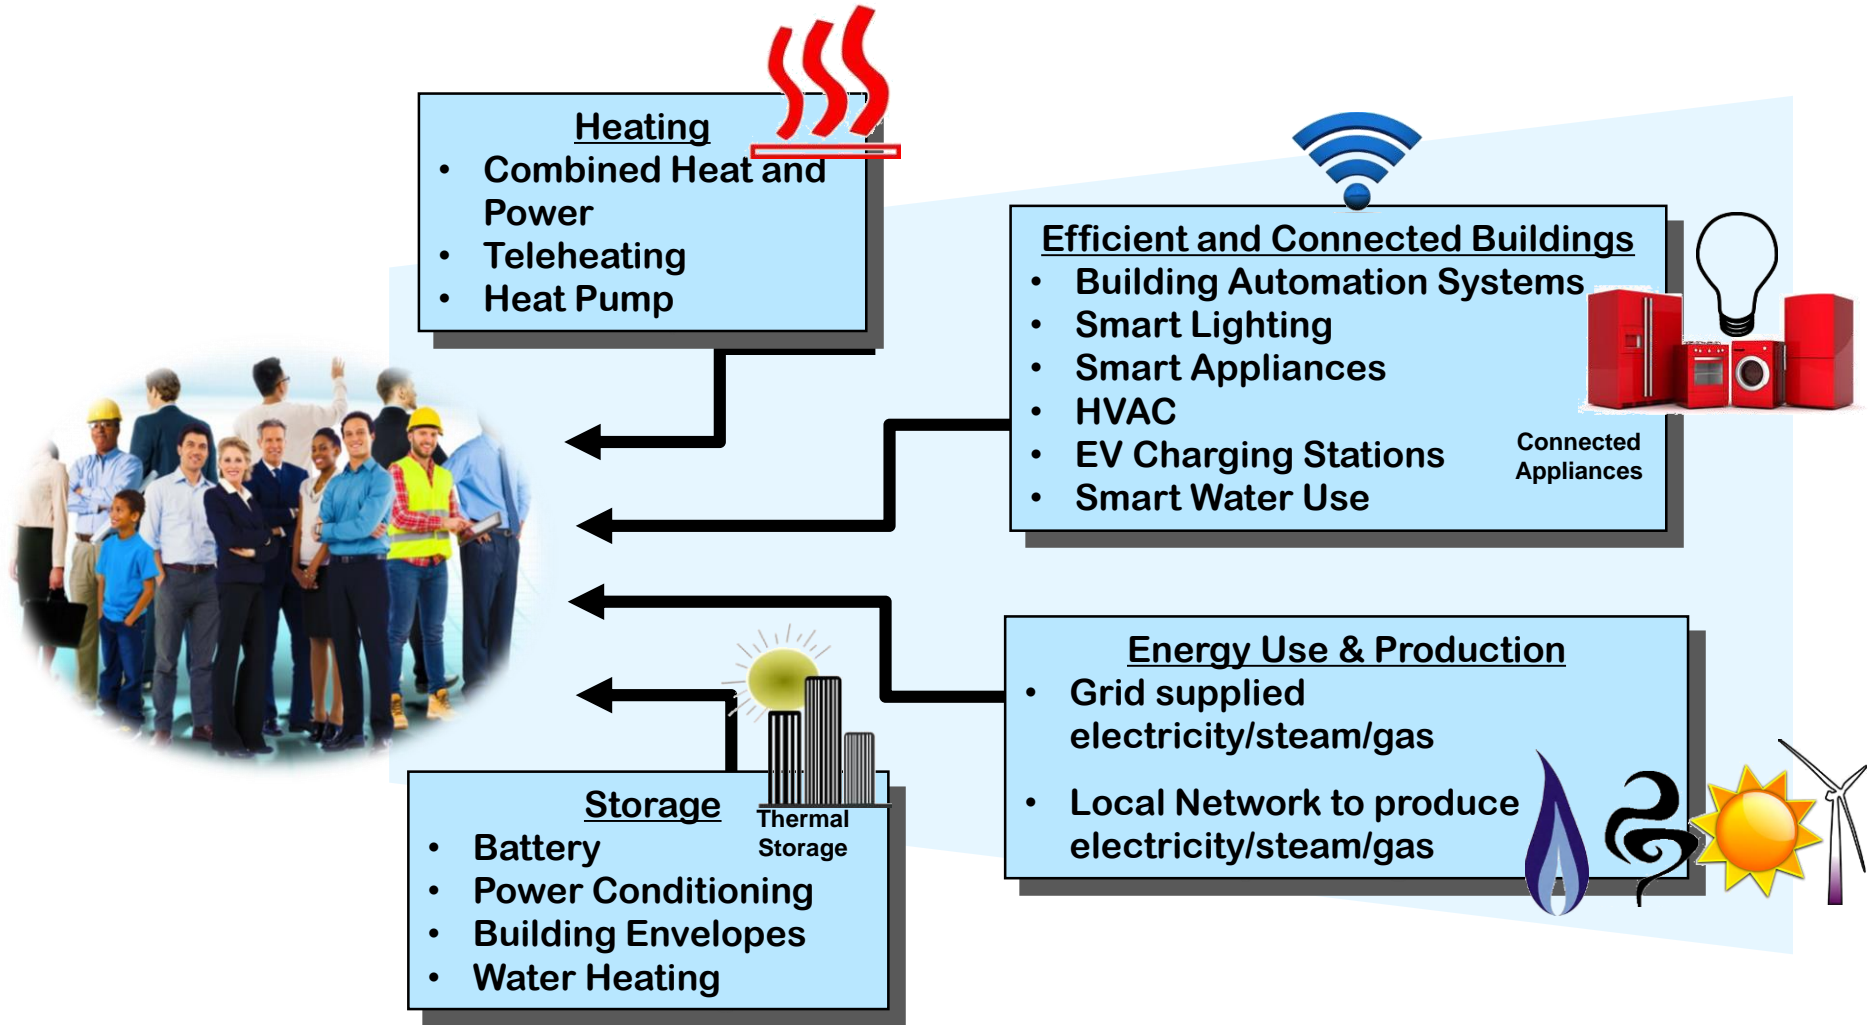 Heating
• Combined Heat and
Power
• Teleheating
• Heat Pump
Efficient and Connected Buildings
• Building Automation Systems
• Smart Lighting
• Smart Appliances
• HVAC
• EV Charging Stations
• Smart Water Use
Connected
Appliances
Energy Use & Production
• Grid supplied
electricity/steam/gas
• Local Network to produce
electricity/steam/gas
Storage
• Battery
• Power Conditioning
• Building Envelopes
• Water Heating
Thermal
Storage